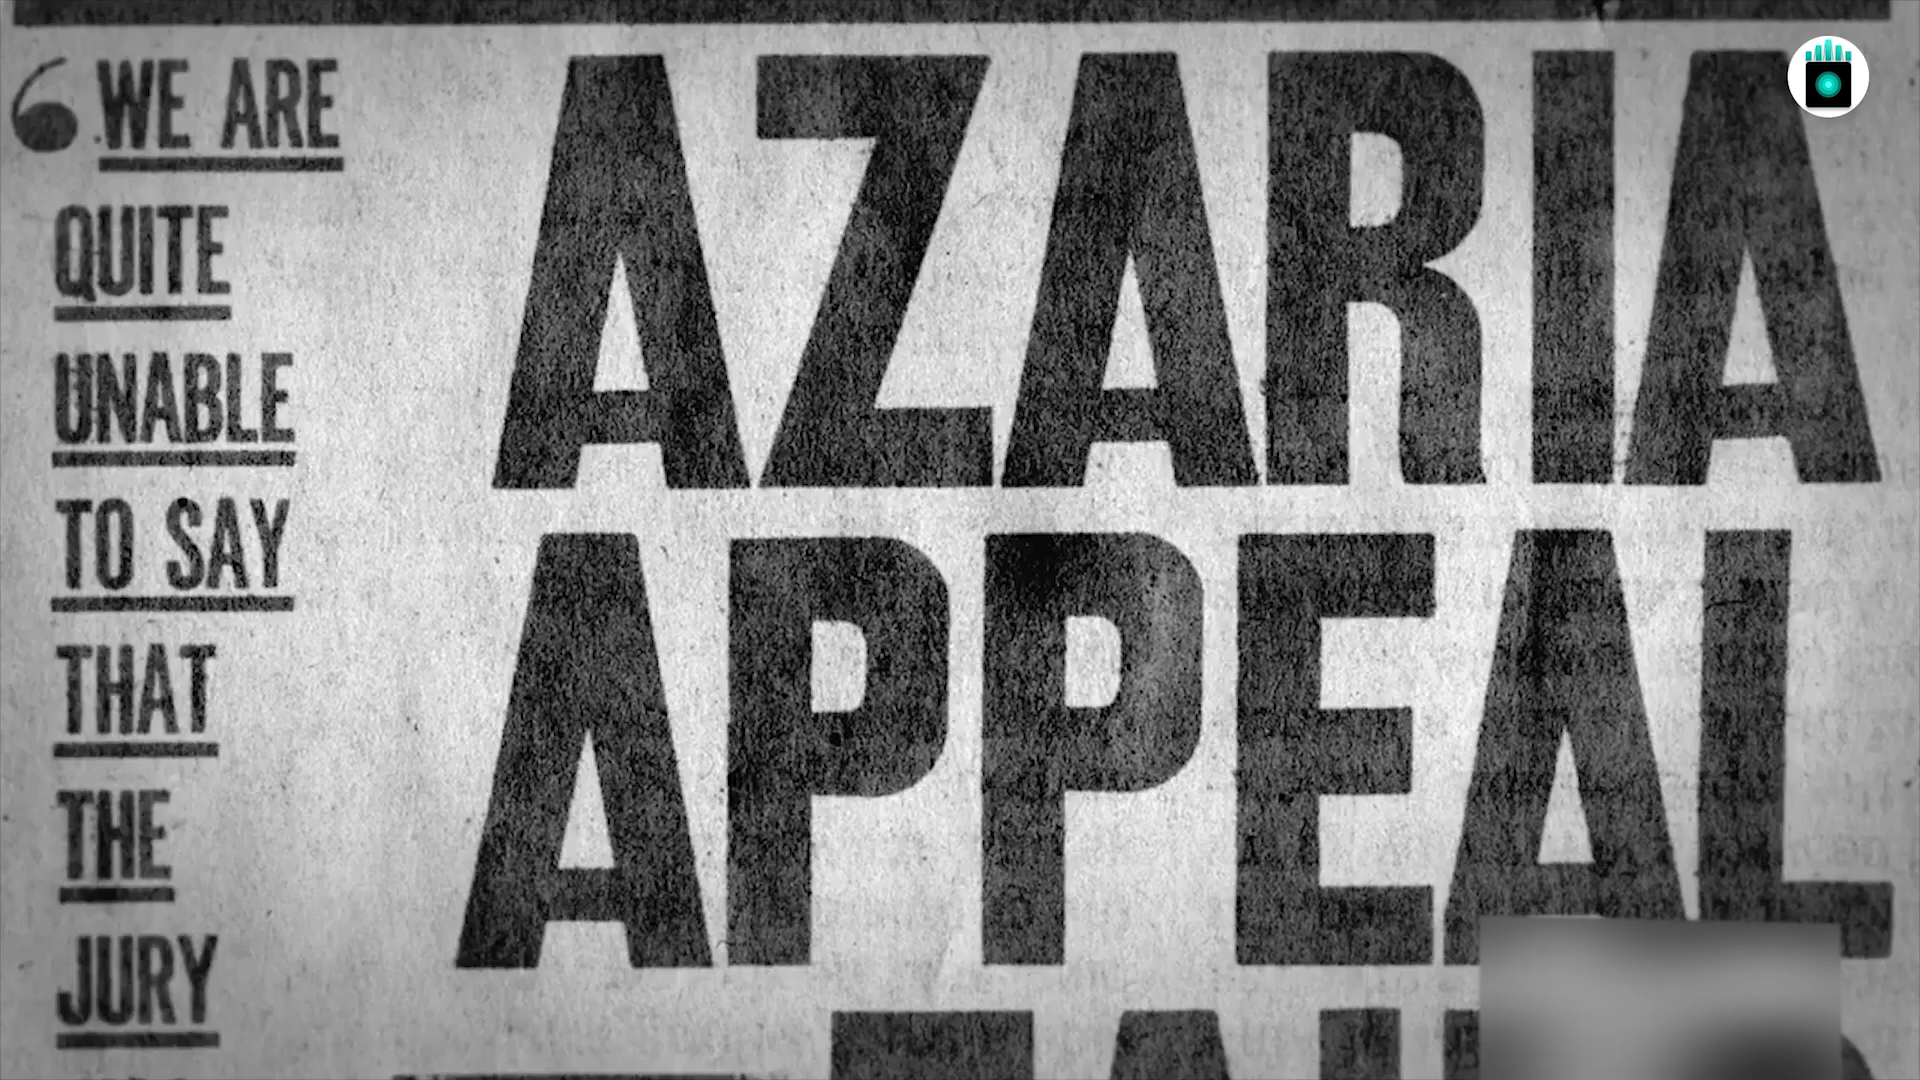 ‘WE ARE
QUITE
UNABLE
TO SAY
THAT
THE
JURY
AZARIA
APPEAL